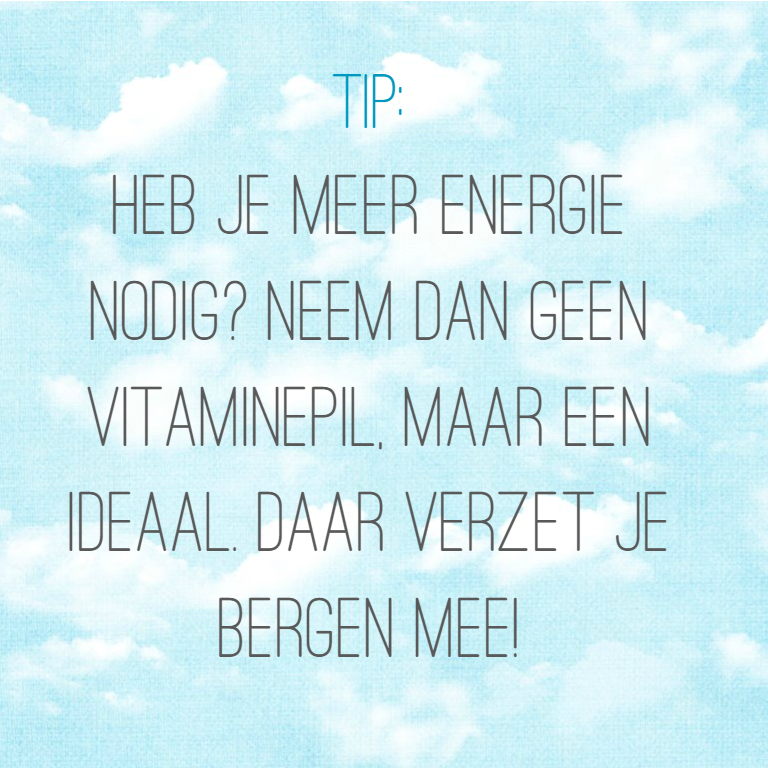 TIP:
HEB JE MEER ENERGIE
NODIG? NEEM DAN GEEN
VITAMINEPIL, MAAR EEN
IDEAAL. DAAR VERZET JE
BERGEN MEE!